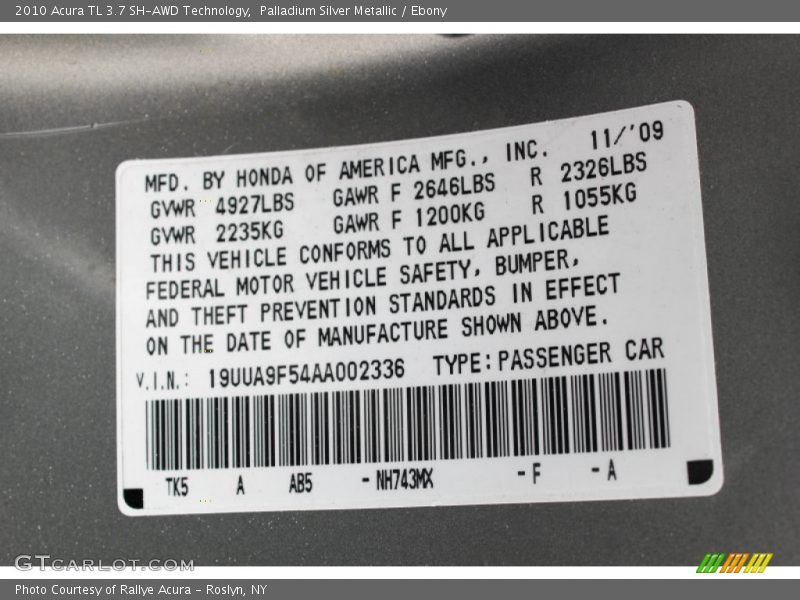 2010 Acura TL 3.7 SH-AWD Technology,  Palladium Silver Metallic / Ebony
MFD. BY HONDA OF AMERICA MFG., INC. 11/'09
GVWR 4927LBS GAWR F 2646LBS R 2326LBS
GVWR 2235KG GAWR F 1200KG R 1055KG
THIS VEHICLE CONFORMS TO ALL APPLICABLE
FEDERAL MOTOR VEHICLE SAFETY, BUMPER,
AND THEFT PREVENTION STANDARDS IN EFFECT
ON THE DATE OF MANUFACTURE SHOWN ABOVE.
V.I.N.: 19UUA9F54AA002336 TYPE:PASSENGER CAR
TK5 A AB5 -NH743MX -F -A
GTCARLOT.COM
Photo Courtesy of Rallye Acura - Roslyn, NY